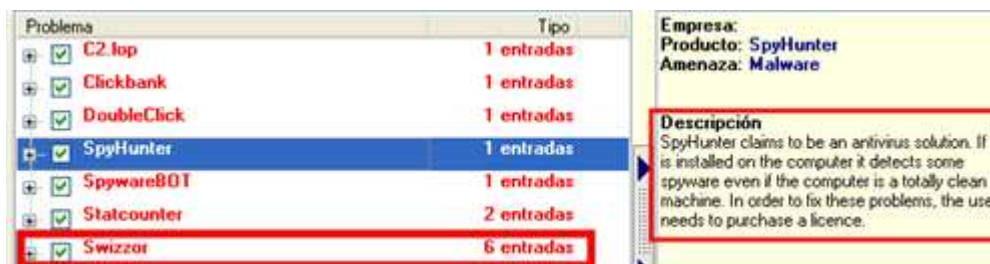 Problema Tipo
C2.lop 1 entradas
Clickbank 1 entradas
DoubleClick 1 entradas
SpyHunter 1 entradas
SpywareBOT 1 entradas
Statcounter 2 entradas
Swizzor 6 entradas
Empresa:
Producto: SpyHunter
Amenaza: Malware
Descripción
SpyHunter claims to be an antivirus solution. If
is installed on the computer it detects some
spyware even if the computer is a totally clean
machine. In order to fix these problems, the use
needs to purchase a licence.